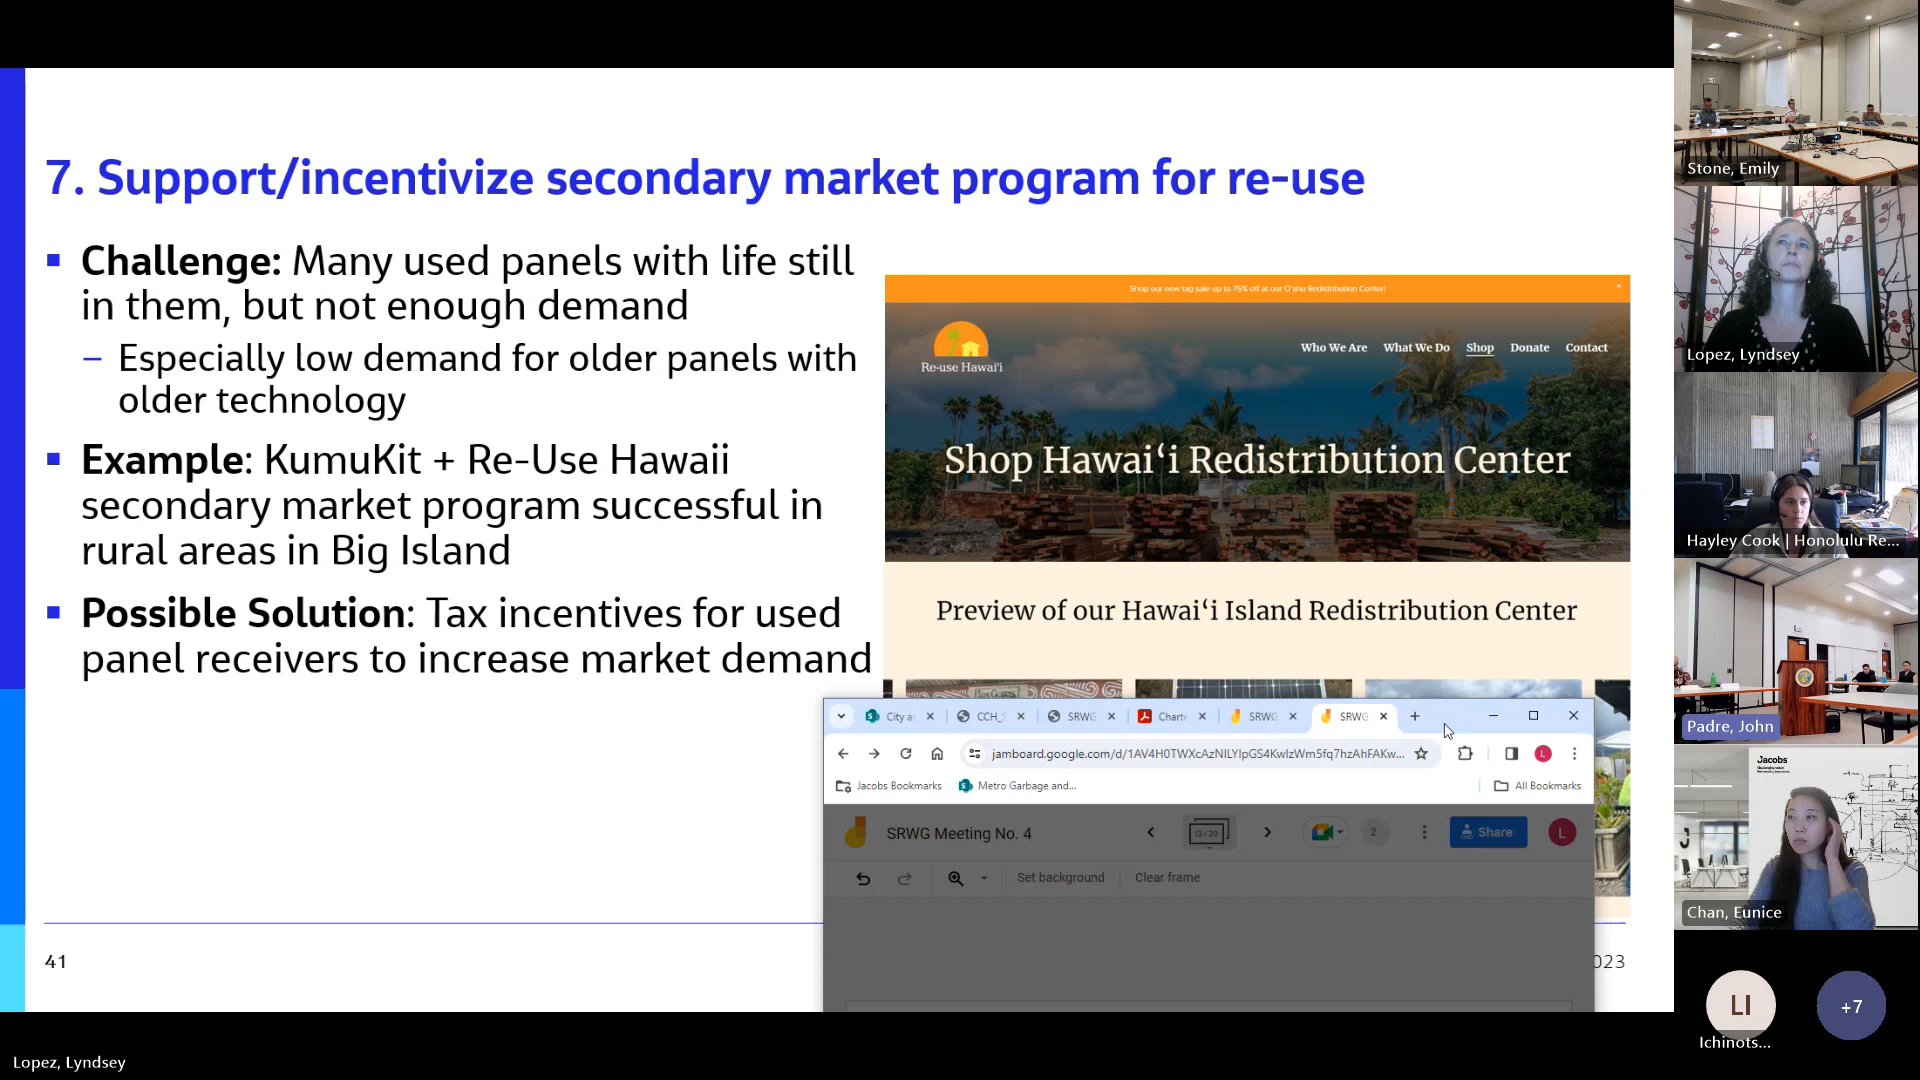 7. Support/incentivize secondary market program for re-use
▪ Challenge: Many used panels with life still
in them, but not enough demand
– Especially low demand for older panels with
older technology
▪ Example: KumuKit + Re-Use Hawaii
secondary market program successful in
rural areas in Big Island
▪ Possible Solution: Tax incentives for used
panel receivers to increase market demand
41
023
Shop our new tag sale up to 75% off at our O'ahu Redistribution Center!
Re-use Hawai'i
Who We Are What We Do Shop Donate Contact
Shop Hawaiʻi Redistribution Center
Preview of our Hawaiʻi Island Redistribution Center
City a
CCH_
SRWG
Chart
SRWG
SRWG
jamboard.google.com/d/1AV4H0TWXcAzNILYlpGS4KwIzWm5fq7hzAhFAKw...
L
Jacobs Bookmarks
Metro Garbage and...
All Bookmarks
SRWG Meeting No. 4
13 / 20
2
Share
L
Set background
Clear frame
Stone, Emily
Lopez, Lyndsey
Hayley Cook | Honolulu Re...
Padre, John
Jacobs
Chan, Eunice
LI
Ichinots...
+7
Lopez, Lyndsey